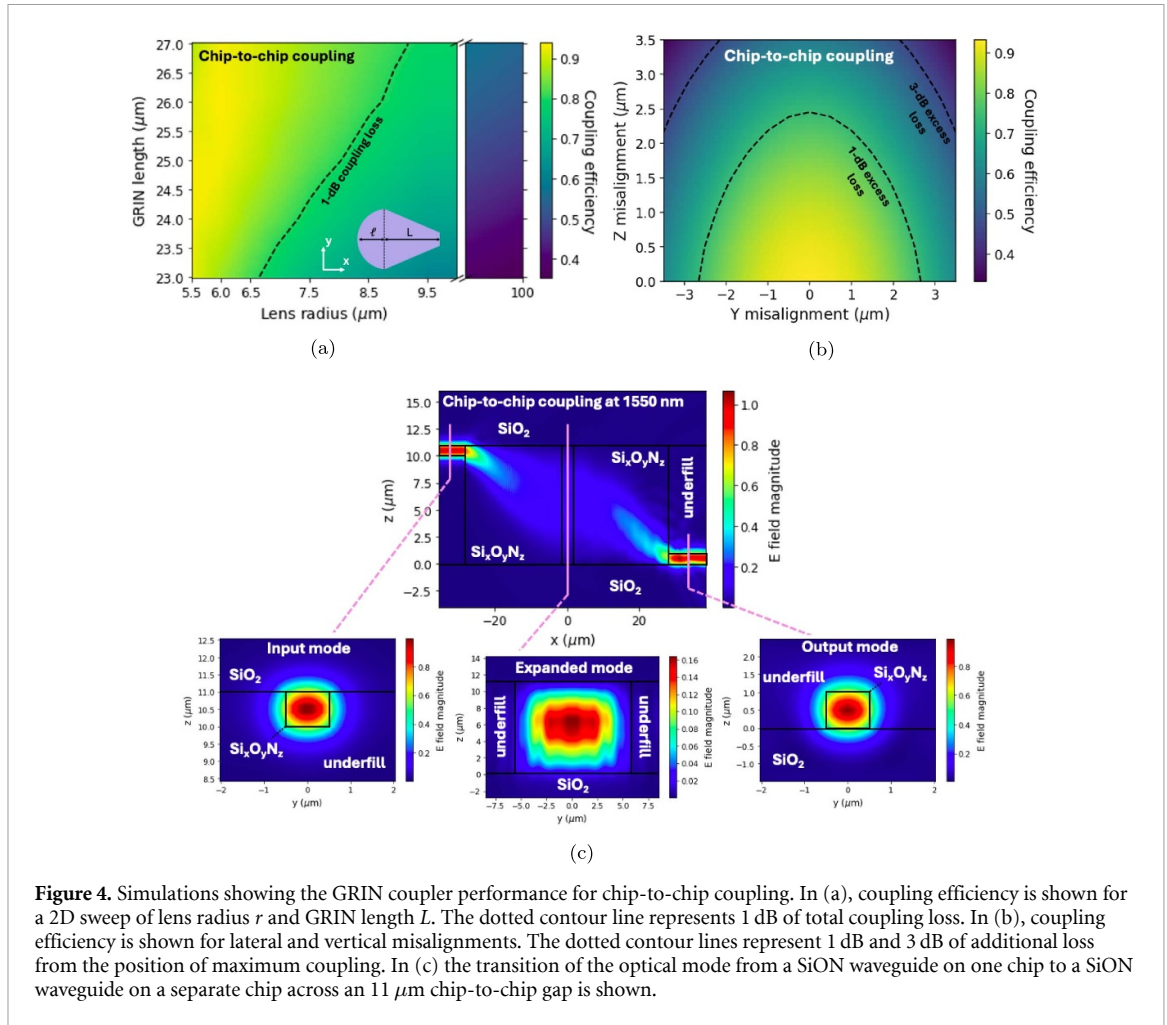 27.0
26.0
25.5
25.0
24.5
24.0
23.5
23.0
GRIN length (μm)
Chip-to-chip coupling
1-dB coupling loss
ℓ
L
y
x
5.5 6.0 6.5 7.5 8.5 9.5 100
Lens radius (μm)
0.9
0.8
0.7
0.6
0.5
0.4
Coupling efficiency
(a)
3.5
3.0
2.5
2.0
1.5
1.0
0.5
0.0
Z misalignment (μm)
Chip-to-chip coupling
3-dB excess
loss
1-dB excess
loss
−3 −2 −1 0 1 2 3
Y misalignment (μm)
0.9
0.8
0.7
0.6
0.5
0.4
Coupling efficiency
(b)
15.0
12.5
10.0
7.5
5.0
2.5
0.0
−2.5
z (μm)
Chip-to-chip coupling at 1550 nm
SiO₂
SiₓOᵧN_z
underfill
SiₓOᵧN_z
SiO₂
−20 0 20
x (μm)
1.0
0.8
0.6
0.4
0.2
E field magnitude
12.5
12.0
11.5
11.0
10.5
10.0
9.5
9.0
8.5
z (μm)
Input mode
SiO₂
SiₓOᵧN_z
underfill
−2 −1 0 1 2
y (μm)
0.8
0.6
0.4
0.2
E field magnitude
14
12
10
8
6
4
2
0
−2
z (μm)
Expanded mode
underfill
underfill
SiO₂
−7.5 −5.0 −2.5 0.0 2.5 5.0 7.5
y (μm)
0.16
0.14
0.12
0.10
0.08
0.06
0.04
0.02
E field magnitude
2.0
1.5
1.0
0.5
0.0
−0.5
−1.0
z (μm)
Output mode
underfill
SiₓOᵧN_z
SiO₂
−2 −1 0 1 2
y (μm)
0.8
0.6
0.4
0.2
E field magnitude
(c)
Figure 4. Simulations showing the GRIN coupler performance for chip-to-chip coupling. In (a), coupling efficiency is shown for
a 2D sweep of lens radius r and GRIN length L. The dotted contour line represents 1 dB of total coupling loss. In (b), coupling
efficiency is shown for lateral and vertical misalignments. The dotted contour lines represent 1 dB and 3 dB of additional loss
from the position of maximum coupling. In (c) the transition of the optical mode from a SiON waveguide on one chip to a SiON
waveguide on a separate chip across an 11 μm chip-to-chip gap is shown.